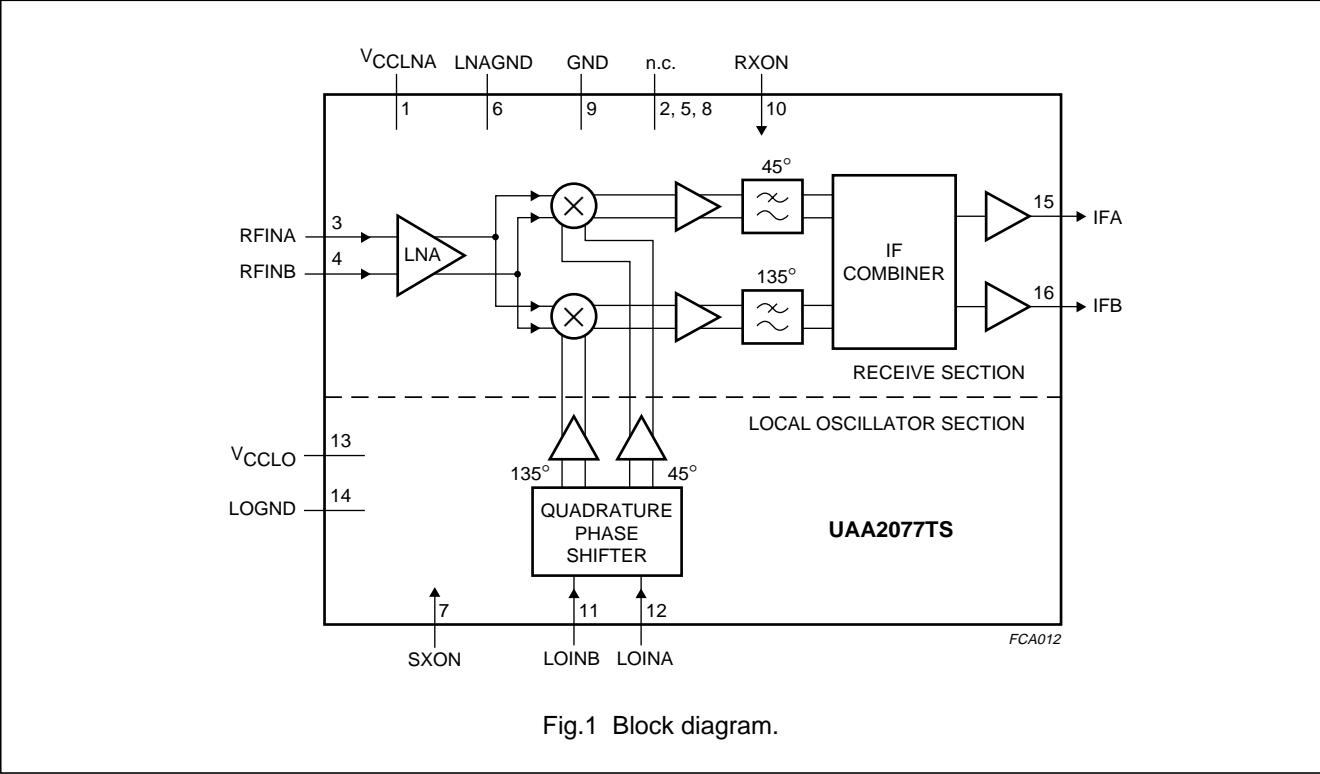 VCCLNA LNAGND GND n.c. RXON
1 6 9 2, 5, 8 10
45°
3 15
RFINA IFA
LNA IF
4 COMBINER
RFINB
135° 16
IFB
RECEIVE SECTION
LOCAL OSCILLATOR SECTION
13
VCCLO
135° 45°
14
LOGND QUADRATURE
PHASE UAA2077TS
SHIFTER
7 11 12
FCA012
SXON LOINB LOINA
Fig.1 Block diagram.